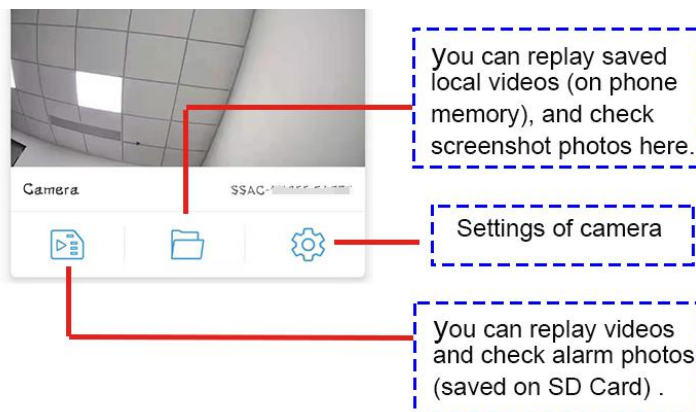 you can replay saved
local videos (on phone
memory), and check
screenshot photos here.
Camera
SSAC-
Settings of camera
you can replay videos
and check alarm photos
(saved on SD Card) .